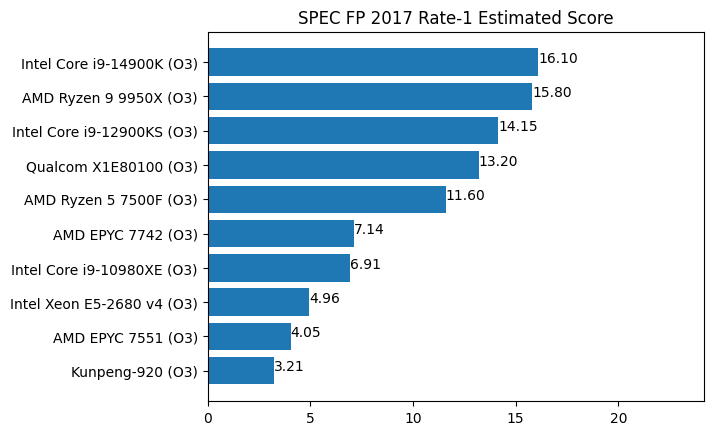 SPEC FP 2017 Rate-1 Estimated Score
Intel Core i9-14900K (O3) 16.10
AMD Ryzen 9 9950X (O3) 15.80
Intel Core i9-12900KS (O3) 14.15
Qualcom X1E80100 (O3) 13.20
AMD Ryzen 5 7500F (O3) 11.60
AMD EPYC 7742 (O3) 7.14
Intel Core i9-10980XE (O3) 6.91
Intel Xeon E5-2680 v4 (O3) 4.96
AMD EPYC 7551 (O3) 4.05
Kunpeng-920 (O3) 3.21
0 5 10 15 20